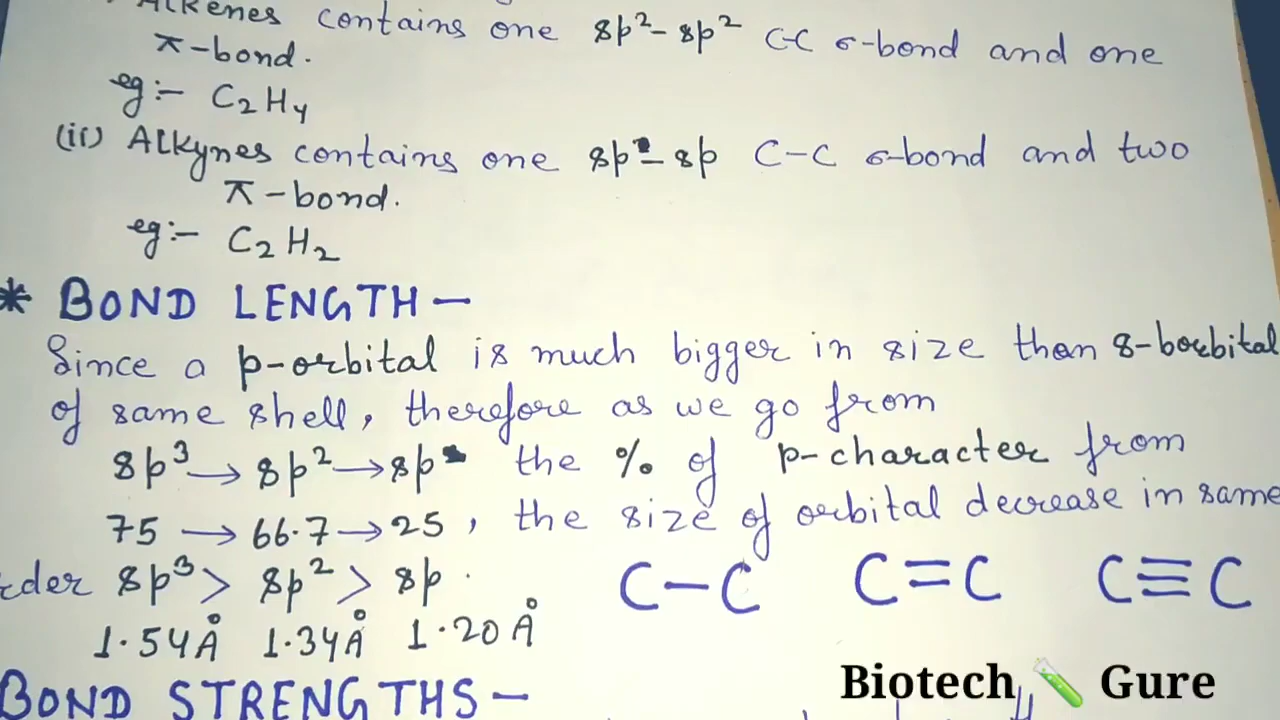 Alkenes contains one sp²-sp² C-C σ-bond and one
π-bond.
eg:- C₂H₄
(ii) Alkynes contains one sp-sp C-C σ-bond and two
π-bond.
eg:- C₂H₂
* BOND LENGTH-
Since a p-orbital is much bigger in size then s-borbital
of same shell, therefore as we go from
sp³→sp²→sp the % of p-character from
75→66.7→25, the size of orbital decrease in same
rder sp³> sp²> sp.
C-C C=C C≡C
1.54Å 1.34Å 1.20Å
BOND STRENGTHS-
Biotech Gure